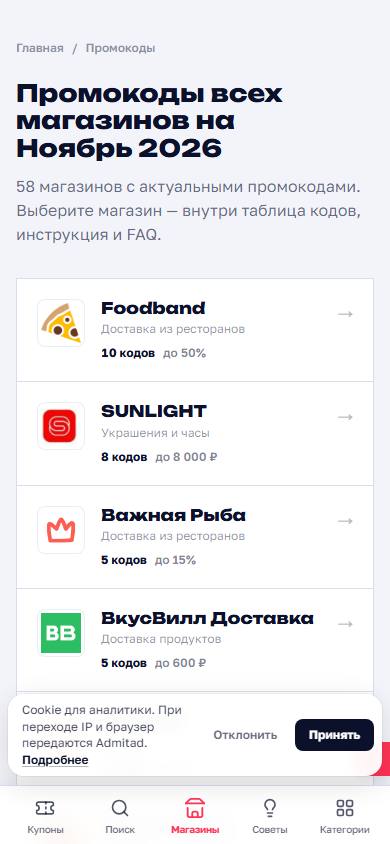 Главная / Промокоды
Промокоды всех
магазинов на
Ноябрь 2026
58 магазинов с актуальными промокодами.
Выберите магазин — внутри таблица кодов,
инструкция и FAQ.
Foodband →
Доставка из ресторанов
10 кодов до 50%
S
SUNLIGHT →
Украшения и часы
8 кодов до 8 000 ₽
Важная Рыба →
Доставка из ресторанов
5 кодов до 15%
ВВ
ВкусВилл Доставка →
Доставка продуктов
5 кодов до 600 ₽
Cookie для аналитики. При
переходе IP и браузер
передаются Admitad.
Подробнее
Отклонить
Принять
Купоны
Поиск
Магазины
Советы
Категории